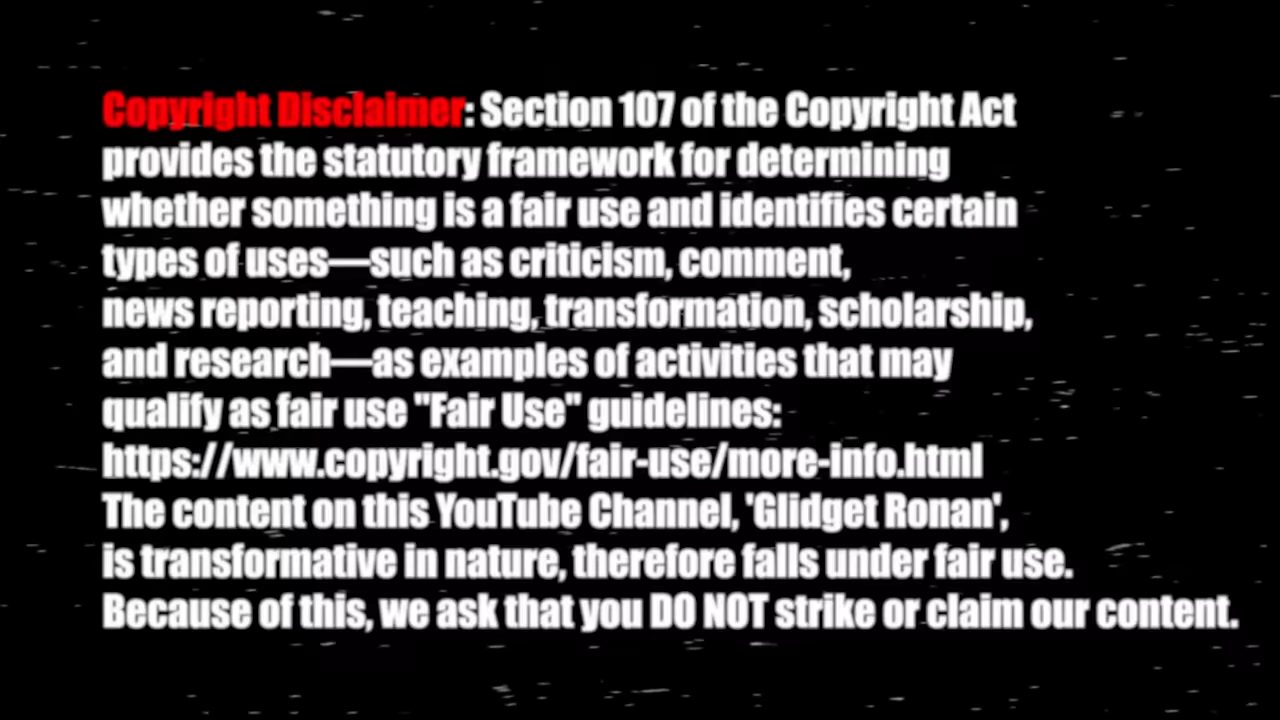 Copyright Disclaimer: Section 107 of the Copyright Act
provides the statutory framework for determining
whether something is a fair use and identifies certain
types of uses—such as criticism, comment,
news reporting, teaching, transformation, scholarship,
and research—as examples of activities that may
qualify as fair use "Fair Use" guidelines:
https://www.copyright.gov/fair-use/more-info.html
The content on this YouTube Channel, 'Glidget Ronan',
is transformative in nature, therefore falls under fair use.
Because of this, we ask that you DO NOT strike or claim our content.